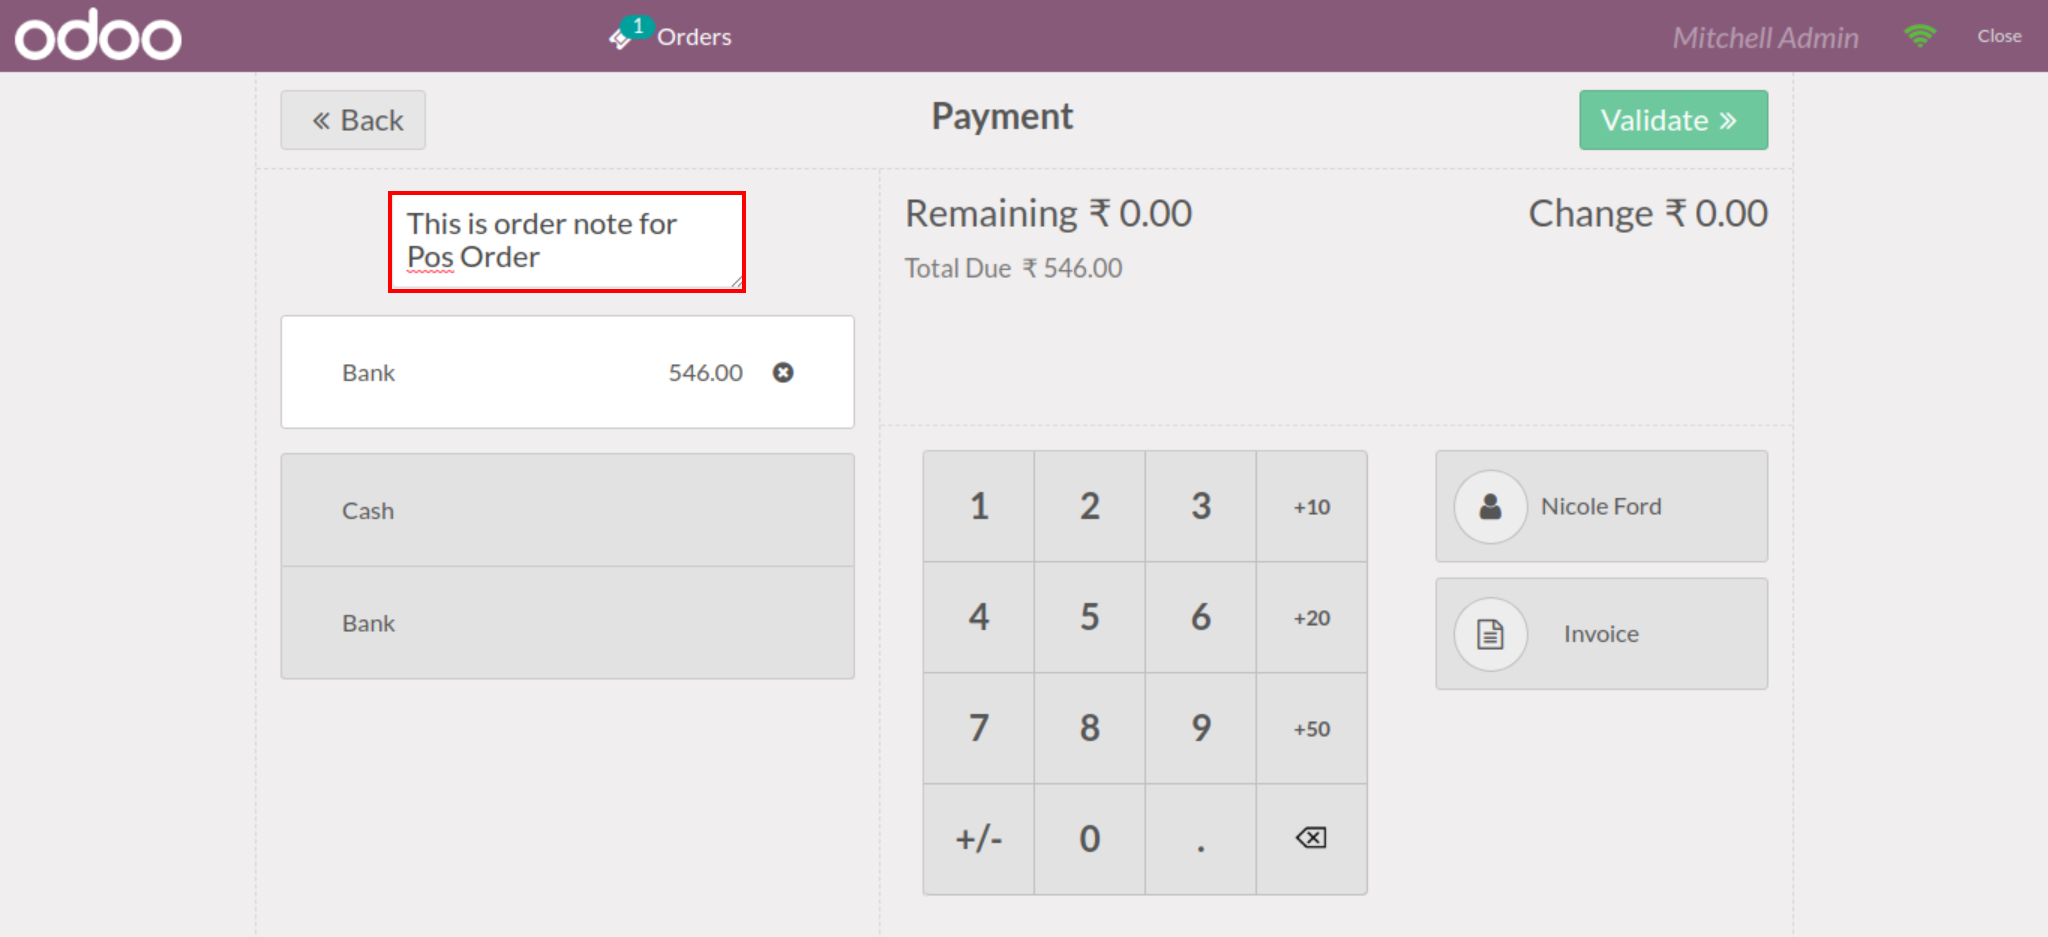 odoo
1 Orders
Mitchell Admin
Close
« Back
Payment
Validate »
This is order note for
Pos Order
Remaining ₹ 0.00
Change ₹ 0.00
Total Due ₹ 546.00
Bank 546.00
Cash
Bank
1 2 3 +10
4 5 6 +20
7 8 9 +50
+/- 0 .
Nicole Ford
Invoice